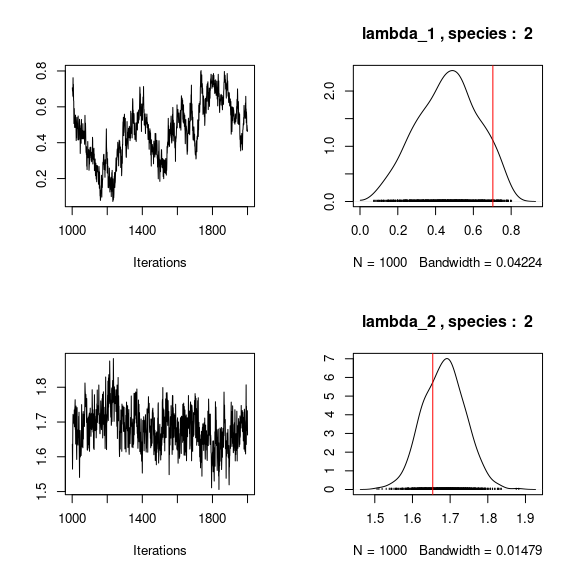 lambda_1 , species : 2
0.2 0.4 0.6 0.8
1000 1400 1800
Iterations
0.0 1.0 2.0
0.0 0.2 0.4 0.6 0.8
N = 1000 Bandwidth = 0.04224
lambda_2 , species : 2
1.5 1.6 1.7 1.8
1000 1400 1800
Iterations
0 1 2 3 4 5 6 7
1.5 1.6 1.7 1.8 1.9
N = 1000 Bandwidth = 0.01479